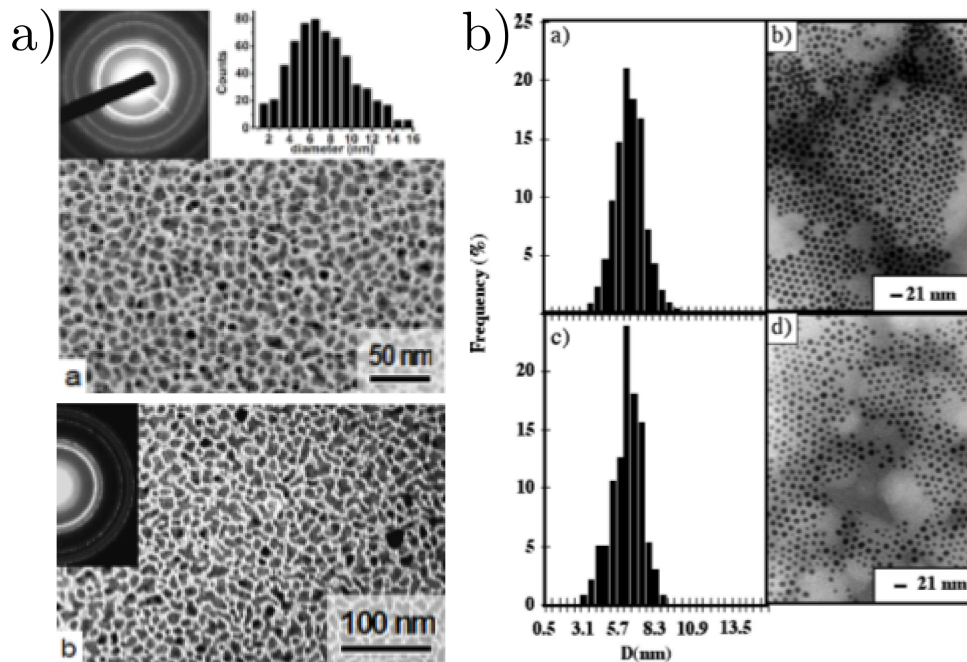 a)
80
60
40
20
0
Counts
2 4 6 8 10 12 14 16
diameter (nm)
50 nm
a
100 nm
b
b)
25
20
15
10
5
a)
b)
21 nm
Frequency (%)
20
15
10
5
0
c)
d)
21 nm
0.5 3.1 5.7 8.3 10.9 13.5
D(nm)